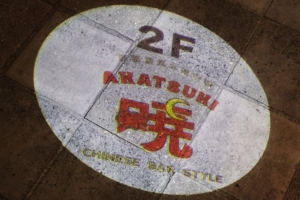 2F
AKATSUKI
暁
CHINESE BAR STYLE